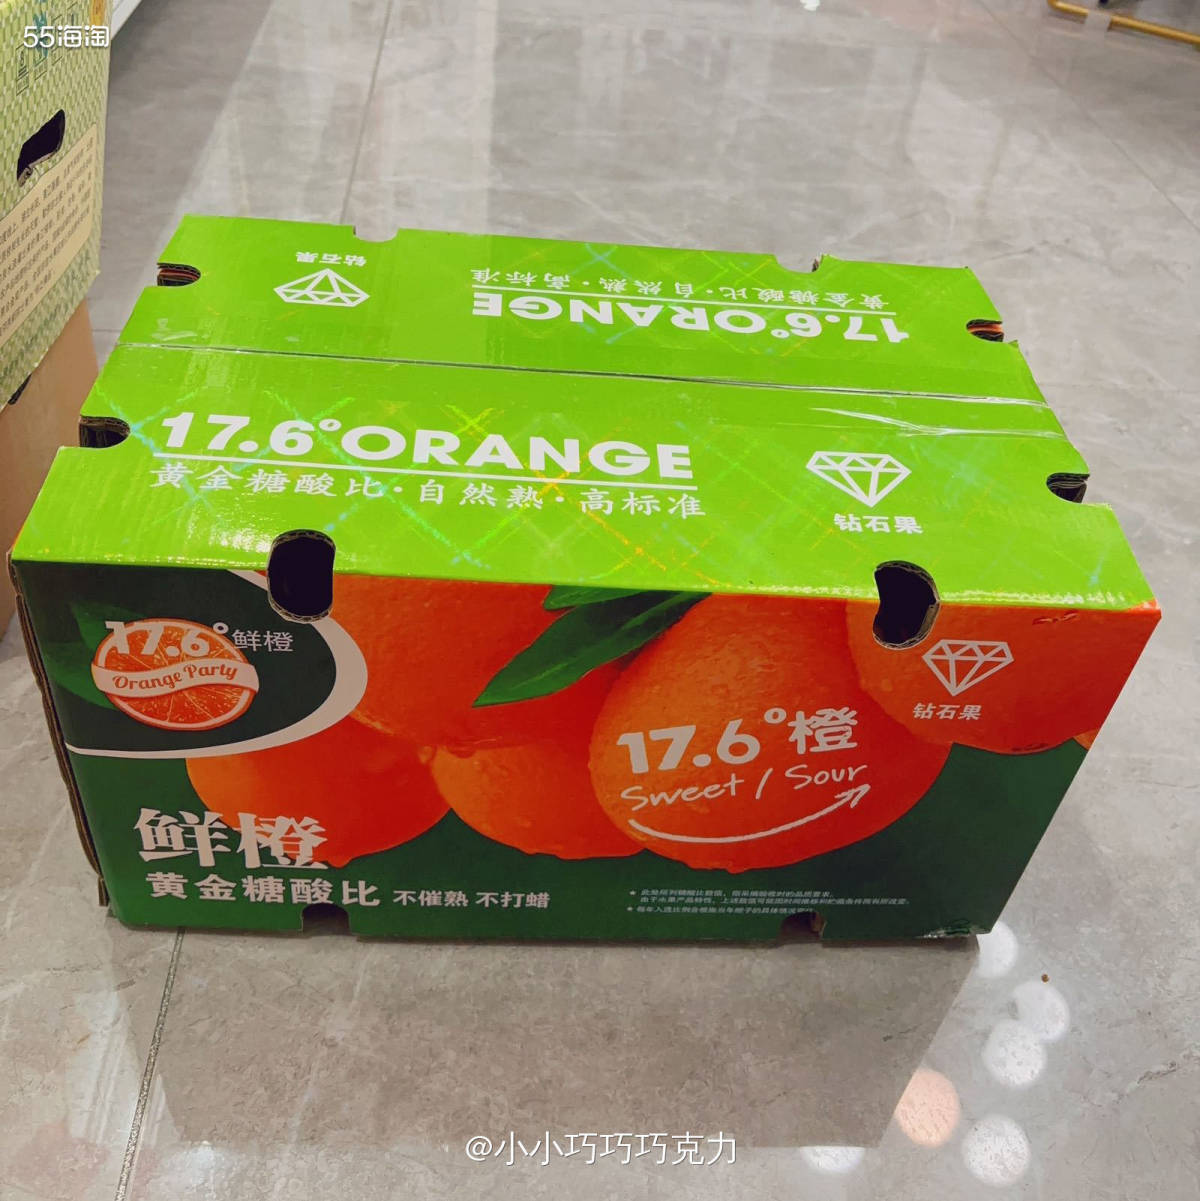 55海淘
钻石果
黄金糖酸比·自然熟·高标准
17.6°ORANGE
17.6°ORANGE
黄金糖酸比·自然熟·高标准
钻石果
17.6°鲜橙
Orange Party
钻石果
17.6°橙
Sweet / Sour
鲜橙
黄金糖酸比 不催熟 不打蜡
@小小巧巧巧克力